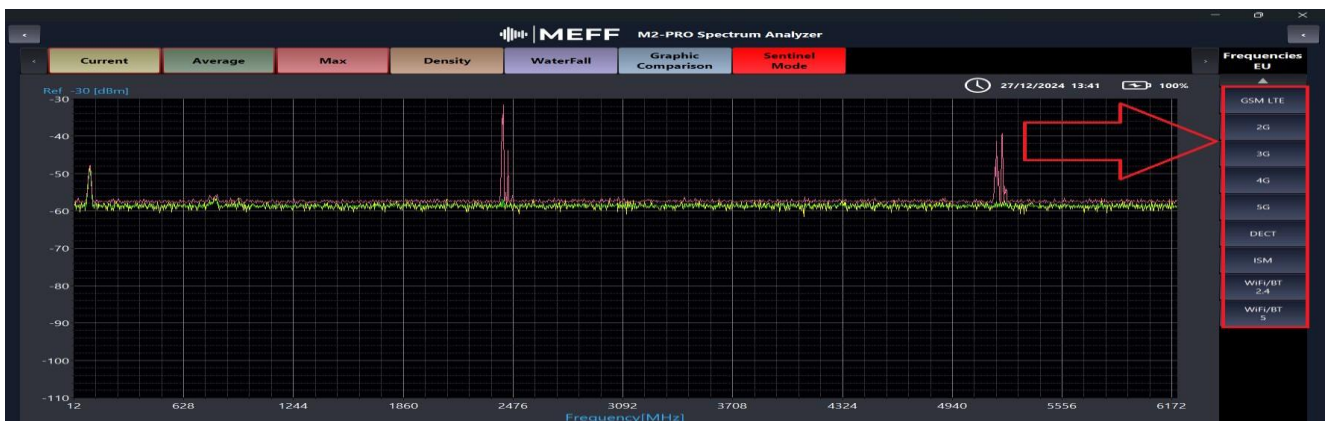 MEFF M2-PRO Spectrum Analyzer
Current
Average
Max
Density
WaterFall
Graphic
Comparison
Sentinel
Mode
Frequencies
EU
Ref -30 [dBm]
27/12/2024 13:41
100%
-30
-40
-50
-60
-70
-80
-90
-100
-110
12 628 1244 1860 2476 3092 3708 4324 4940 5556 6172
Frequency[MHz]
GSM LTE
2G
3G
4G
5G
DECT
ISM
WiFi/BT
2.4
WiFi/BT
5